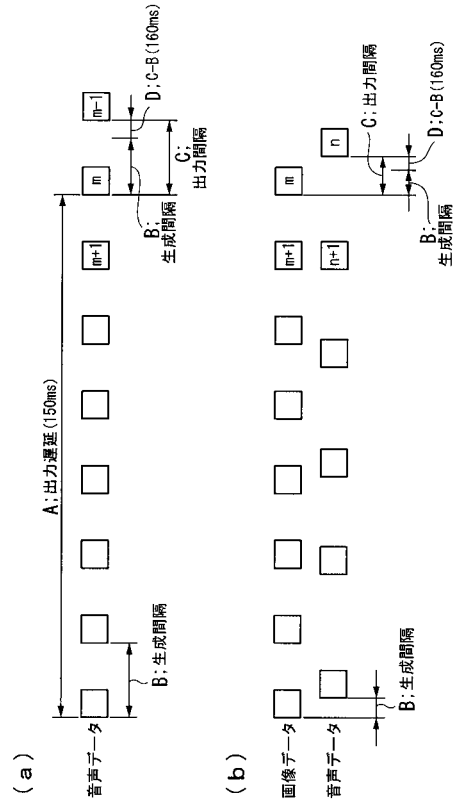 (a)
A;出力遅延(150ms)
音声データ
m+1
m
m-1
B;生成間隔
B;
生成間隔
C;
出力間隔
D;C-B(160ms)
(b)
画像データ
m+1
m
音声データ
n+1
n
B;生成間隔
B;
生成間隔
C;出力間隔
D;C-B(160ms)